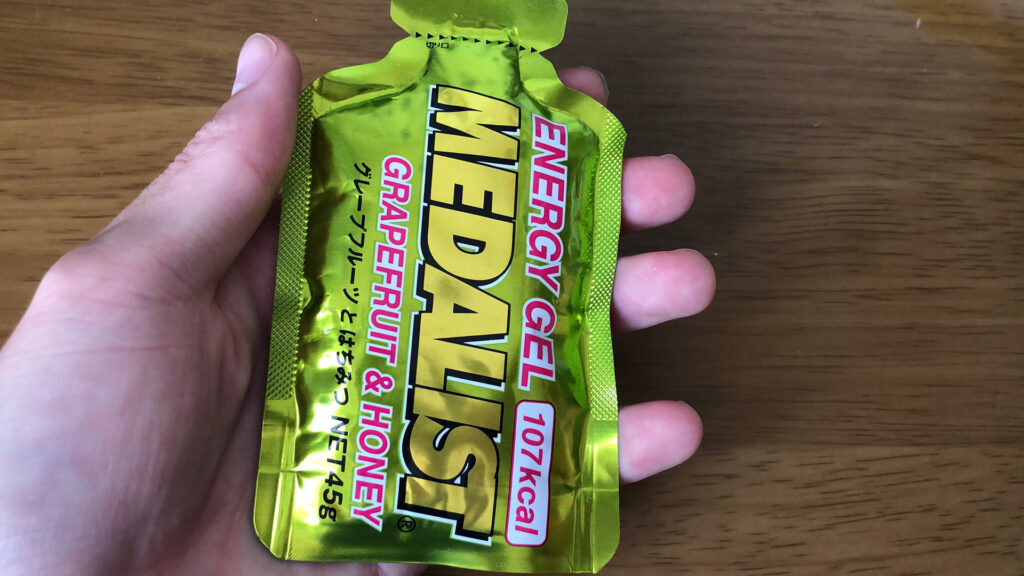 切り口
ENERGY GEL 107kcal
MEDALIST®
GRAPEFRUIT & HONEY
グレープフルーツとはちみつ NET45g